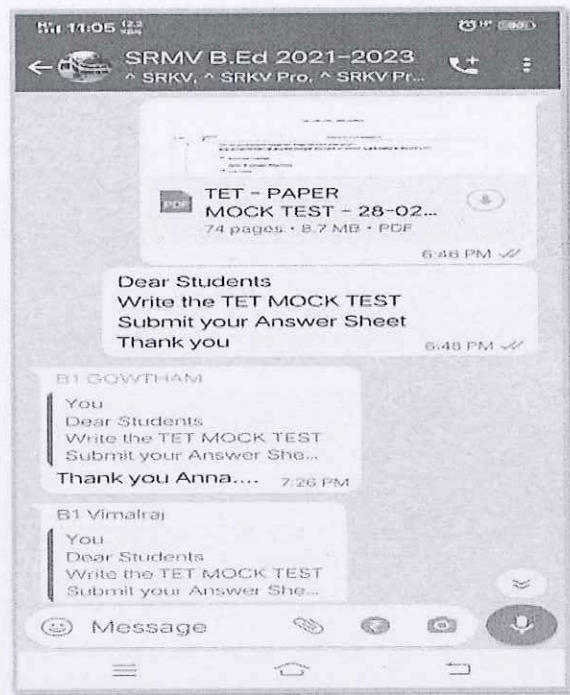 11:05
SRMV B.Ed 2021-2023
^ SRKV, ^ SRKV Pro, ^ SRKV Pr...
PDF
TET - PAPER
MOCK TEST - 28-02...
74 pages • 8.7 MB • PDF
6:46 PM
Dear Students
Write the TET MOCK TEST
Submit your Answer Sheet
Thank you
6:48 PM
B1 GOWTHAM
You
Dear Students
Write the TET MOCK TEST
Submit your Answer She...
Thank you Anna.... 7:26 PM
B1 Vimalraj
You
Dear Students
Write the TET MOCK TEST
Submit your Answer She...
Message